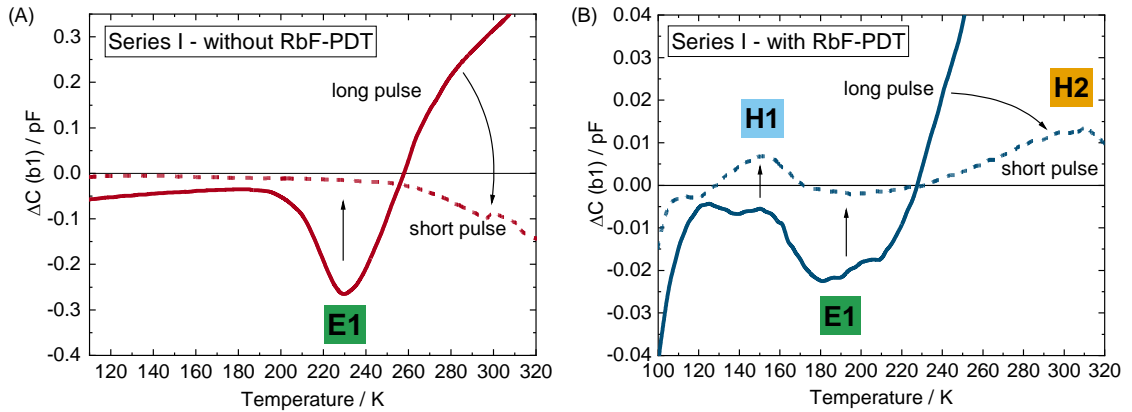 (A)
Series I - without RbF-PDT
long pulse
short pulse
E1
ΔC (b1) / pF
0.3
0.2
0.1
0.0
-0.1
-0.2
-0.3
-0.4
120 140 160 180 200 220 240 260 280 300 320
Temperature / K
(B)
Series I - with RbF-PDT
long pulse
H1
H2
short pulse
E1
ΔC (b1) / pF
0.04
0.03
0.02
0.01
0.00
-0.01
-0.02
-0.03
-0.04
100 120 140 160 180 200 220 240 260 280 300 320
Temperature / K